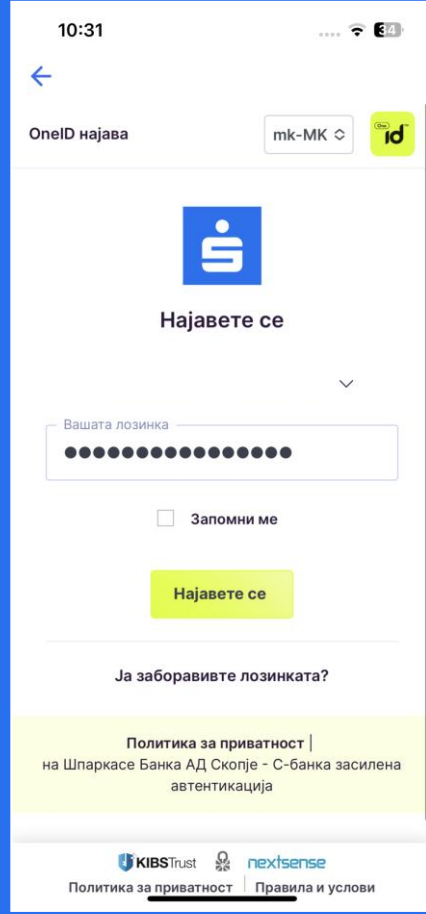 10:31
34
OneID најава
mk-MK
One
id
Најавете се
Вашата лозинка
Запомни ме
Најавете се
Ја заборавивте лозинката?
Политика за приватност |
на Шпаркасе Банка АД Скопје - С-банка засилена
автентикација
KIBSTrust nextsense
Политика за приватност Правила и услови